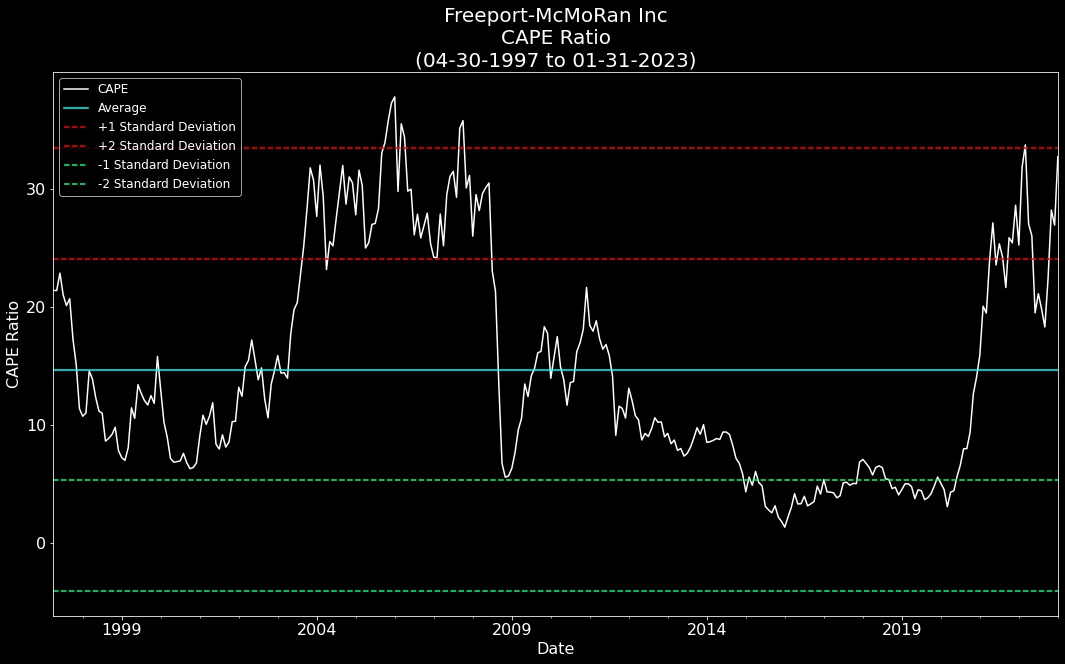 Freeport-McMoRan Inc
CAPE Ratio
(04-30-1997 to 01-31-2023)
CAPE
Average
+1 Standard Deviation
+2 Standard Deviation
-1 Standard Deviation
-2 Standard Deviation
CAPE Ratio
30
20
10
0
1999
2004
2009
2014
2019
Date